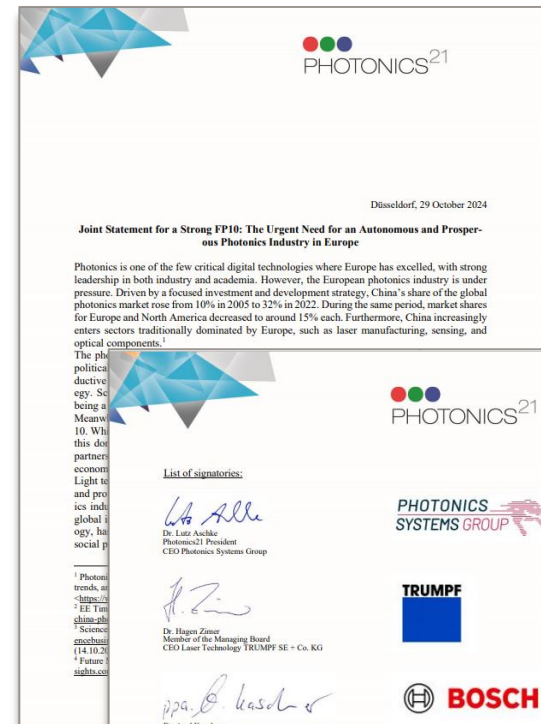 PHOTONICS21
Düsseldorf, 29 October 2024
Joint Statement for a Strong FP10: The Urgent Need for an Autonomous and Prosper-
ous Photonics Industry in Europe
Photonics is one of the few critical digital technologies where Europe has excelled, with strong
leadership in both industry and academia. However, the European photonics industry is under
pressure. Driven by a focused investment and development strategy, China's share of the global
photonics market rose from 10% in 2005 to 32% in 2022. During the same period, market shares
for Europe and North America decreased to around 15% each. Furthermore, China increasingly
enters sectors traditionally dominated by Europe, such as laser manufacturing, sensing, and
optical components.1
The
politica
ductive
egy. Sc
being a
Meanw
10. Wh
this do
partners
econom
Light te
and pro
ics indu
global i
ogy, ha
social p
1 Photoni
trends, a
<https://
2 EE Tim
china-ph
3 Science
encebusi
(14.10.20
4 Future
sights.co
PHOTONICS21
List of signatories:
Dr. Lutz Aschke
Photonics21 President
CEO Photonics Systems Group
PHOTONICS
SYSTEMS GROUP
Dr. Hagen Zimer
Member of the Managing Board
CEO Laser Technology TRUMPF SE + Co. KG
TRUMPF
ppa.
BOSCH